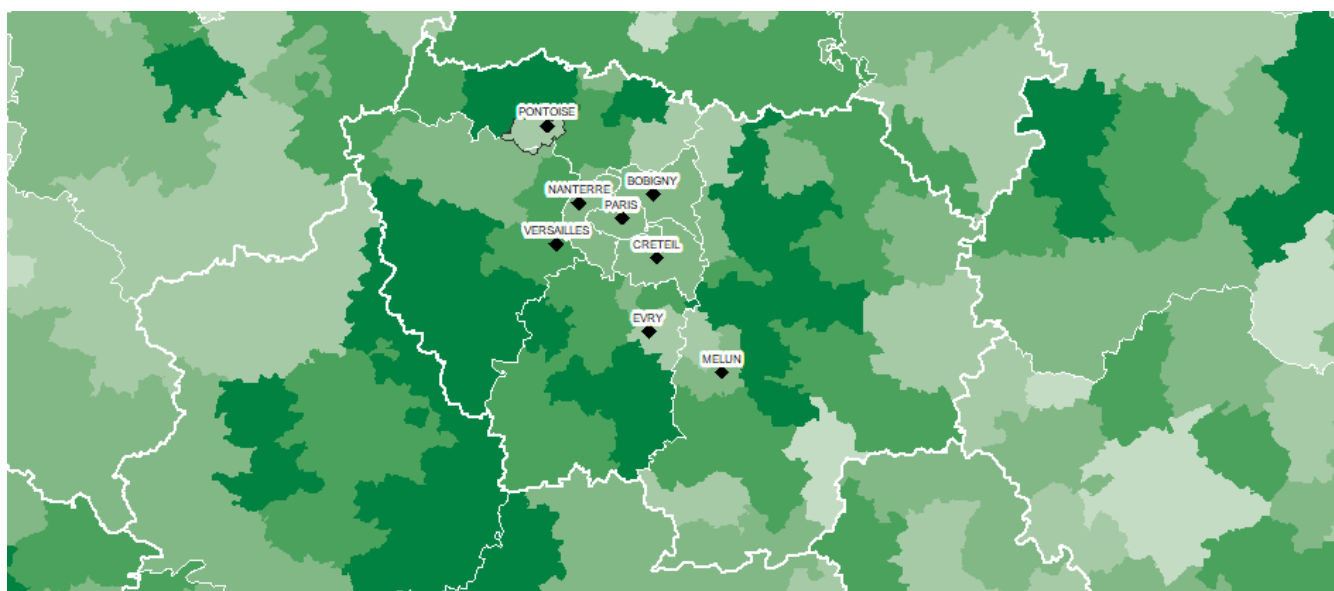 PONTOISE
BOBIGNY
NANTERRE
PARIS
VERSAILLES
CRETEIL
EVRY
MELUN